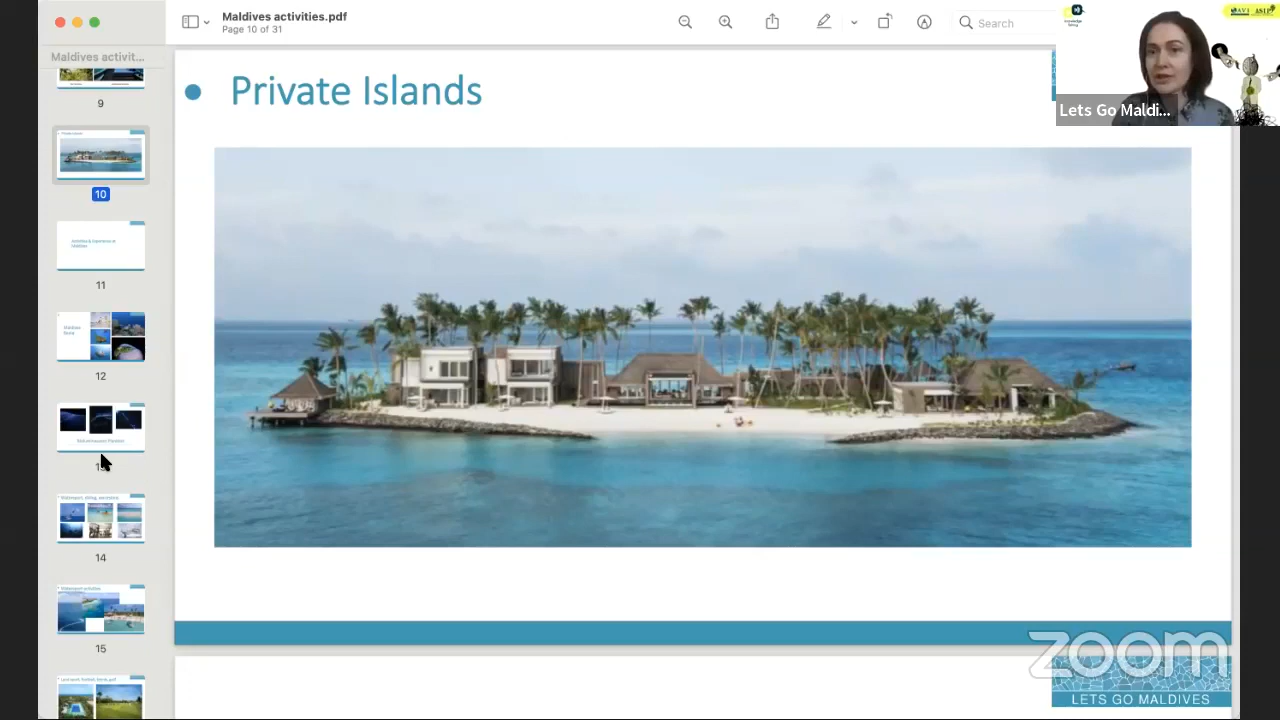 Maldives activities.pdf
Page 10 of 31
Search
Maldives activit...
9
10
11
12
14
15
Private Islands
Lets Go Maldi...
zoom
LETS GO MALDIVES